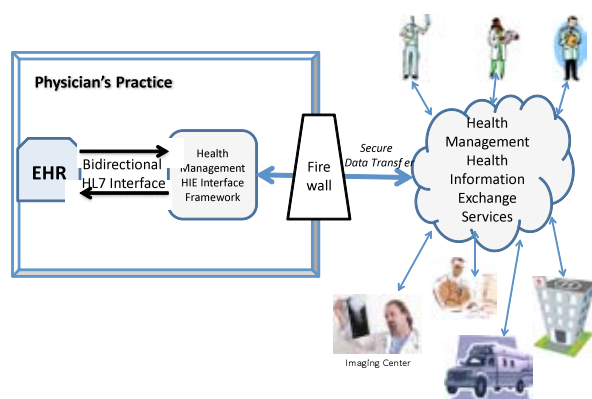 Physician's Practice
EHR
Bidirectional
HL7 Interface
Health
Management
HIE Interface
Framework
Fire
wall
Secure
Data Transfer
Health
Management
Health
Information
Exchange
Services
Imaging Center